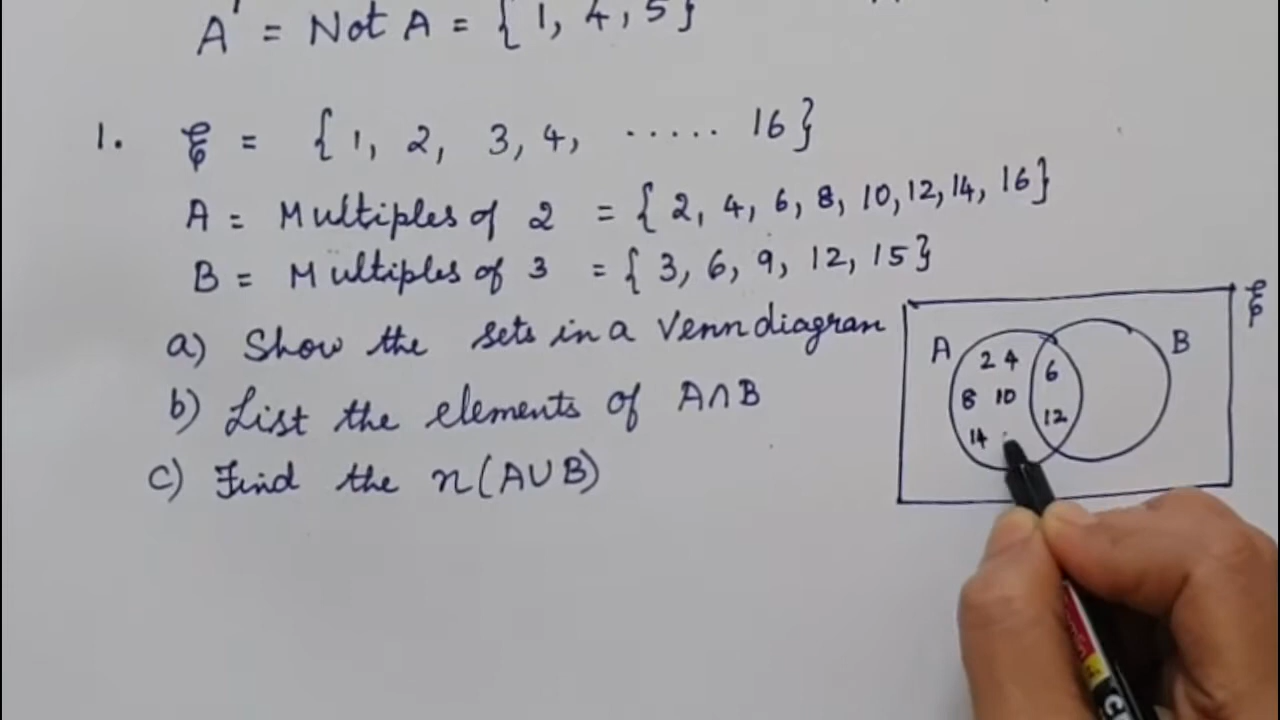 A' = Not A = { 1, 4, 5 }
1. ξ = { 1, 2, 3, 4, ..... 16 }
A = Multiples of 2 = { 2, 4, 6, 8, 10, 12, 14, 16 }
B = Multiples of 3 = { 3, 6, 9, 12, 15 }
a) Show the sets in a Venn diagram
b) List the elements of A∩B
c) Find the n(A∪B)
ξ
A B
2 4 6
8 10
12
14